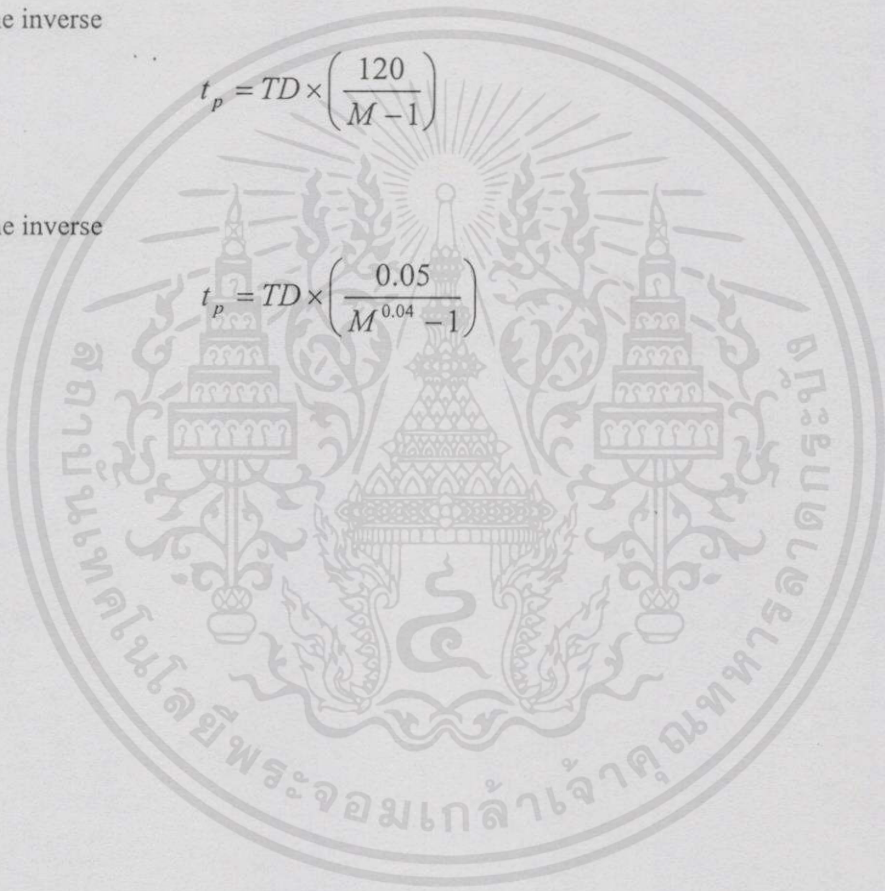 e inverse
t_p = TD × (120 / (M − 1))
e inverse
t_p = TD × (0.05 / (M^0.04 − 1))
สถาบันเทคโนโลยีพระจอมเกล้าเจ้าคุณทหารลาดกระบัง